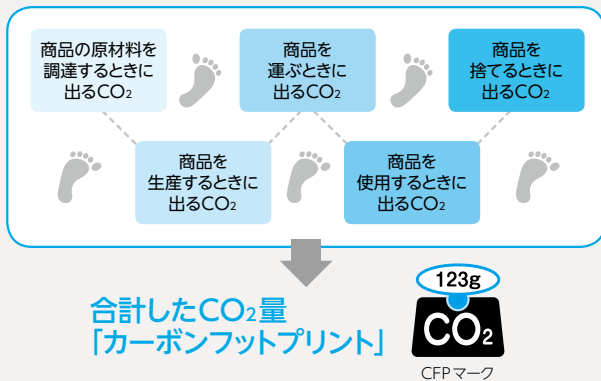 商品の原材料を
調達するときに
出るCO₂
商品を
生産するときに
出るCO₂
商品を
運ぶときに
出るCO₂
商品を
使用するときに
出るCO₂
商品を
捨てるときに
出るCO₂
合計したCO₂量
「カーボンフットプリント」
123g
CO₂
CFPマーク